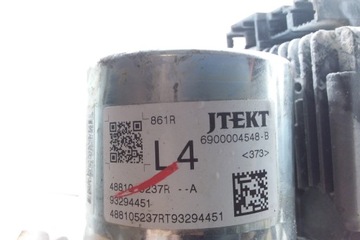 861R
JTEKT
6900004548-B
L4
<373>
48810 5237R --A
93294451
488105237RT93294451